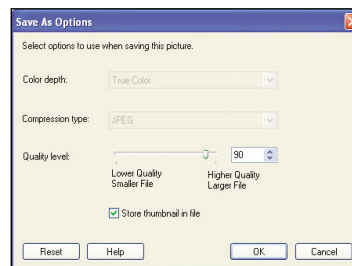 Save As Options
Select options to use when saving this picture.
Color depth: True Color
Compression type: JPEG
Quality level: 90
Lower Quality Higher Quality
Smaller File Larger File
Store thumbnail in file
Reset Help OK Cancel